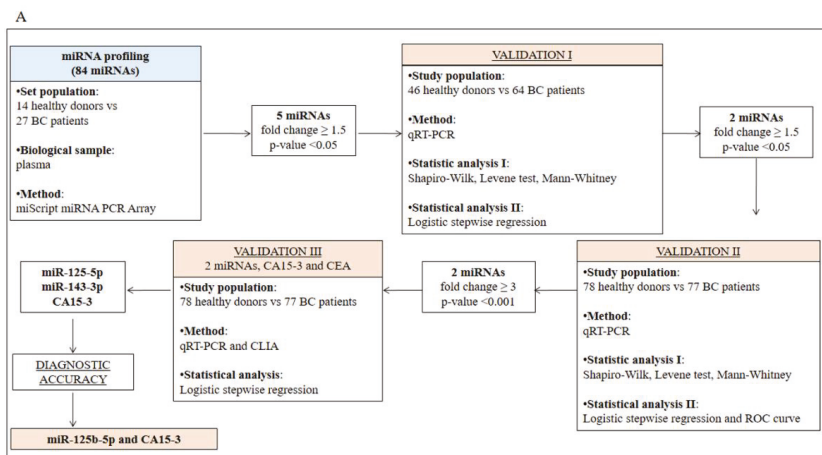 A
miRNA profiling
(84 miRNAs)
•Set population:
14 healthy donors vs
27 BC patients
•Biological sample:
plasma
•Method:
miScript miRNA PCR Array
5 miRNAs
fold change ≥ 1.5
p-value <0.05
VALIDATION I
•Study population:
46 healthy donors vs 64 BC patients
•Method:
qRT-PCR
•Statistic analysis I:
Shapiro-Wilk, Levene test, Mann-Whitney
•Statistical analysis II:
Logistic stepwise regression
2 miRNAs
fold change ≥ 1.5
p-value <0.05
VALIDATION II
•Study population:
78 healthy donors vs 77 BC patients
•Method:
qRT-PCR
•Statistic analysis I:
Shapiro-Wilk, Levene test, Mann-Whitney
•Statistical analysis II:
Logistic stepwise regression and ROC curve
2 miRNAs
fold change ≥ 3
p-value <0.001
VALIDATION III
2 miRNAs, CA15-3 and CEA
•Study population:
78 healthy donors vs 77 BC patients
•Method:
qRT-PCR and CLIA
•Statistical analysis:
Logistic stepwise regression
miR-125-5p
miR-143-3p
CA15-3
DIAGNOSTIC
ACCURACY
miR-125b-5p and CA15-3